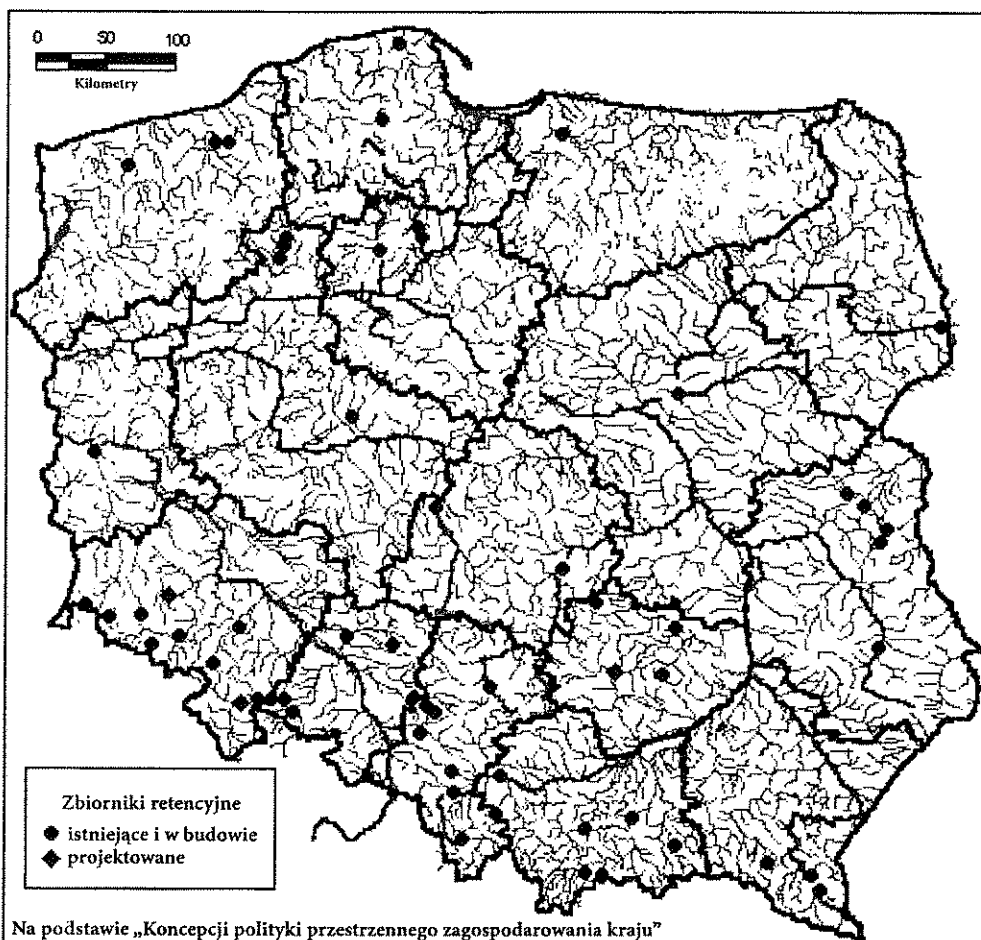 0 50 100
Kilometry
Zbiorniki retencyjne
istniejące i w budowie
projektowane
Na podstawie „Koncepcji polityki przestrzennego zagospodarowania kraju”